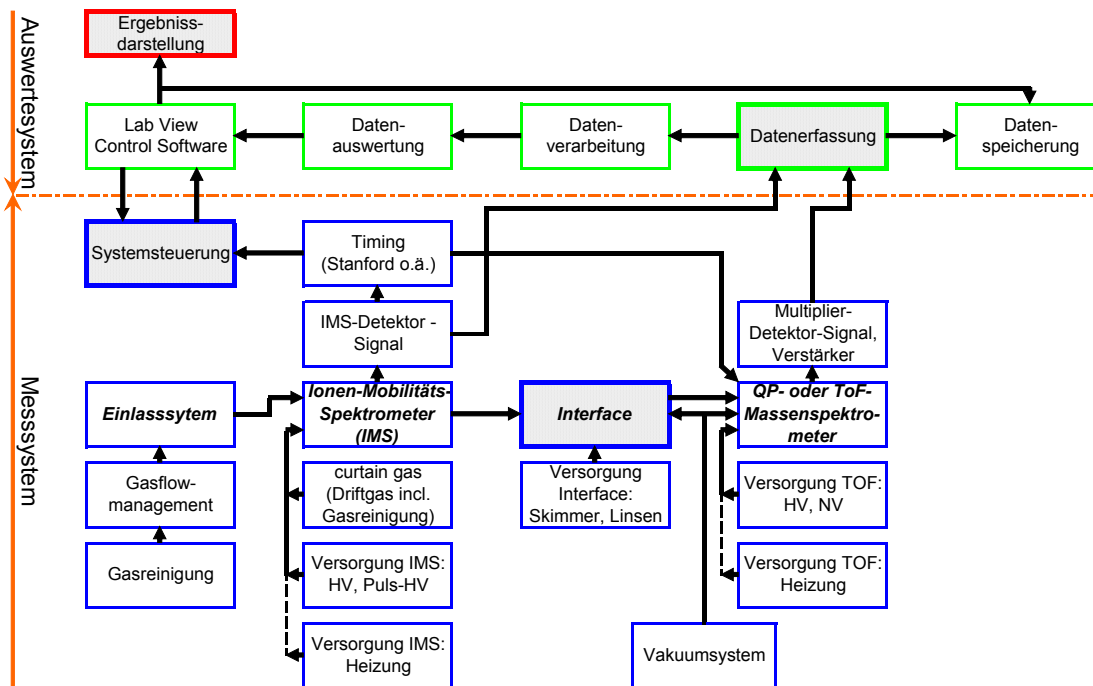 Auswertesystem
Ergebniss-
darstellung
Lab View
Control Software
Daten-
auswertung
Daten-
verarbeitung
Datenerfassung
Daten-
speicherung
Messsystem
Systemsteuerung
Timing
(Stanford o.ä.)
IMS-Detektor -
Signal
Multiplier-
Detektor-Signal,
Verstärker
Einlasssytem
Ionen-Mobilitäts-
Spektrometer
(IMS)
Interface
QP- oder ToF-
Massenspektro-
meter
Gasflow-
management
curtain gas
(Driftgas incl.
Gasreinigung)
Versorgung
Interface:
Skimmer, Linsen
Versorgung TOF:
HV, NV
Gasreinigung
Versorgung IMS:
HV, Puls-HV
Versorgung TOF:
Heizung
Versorgung IMS:
Heizung
Vakuumsystem